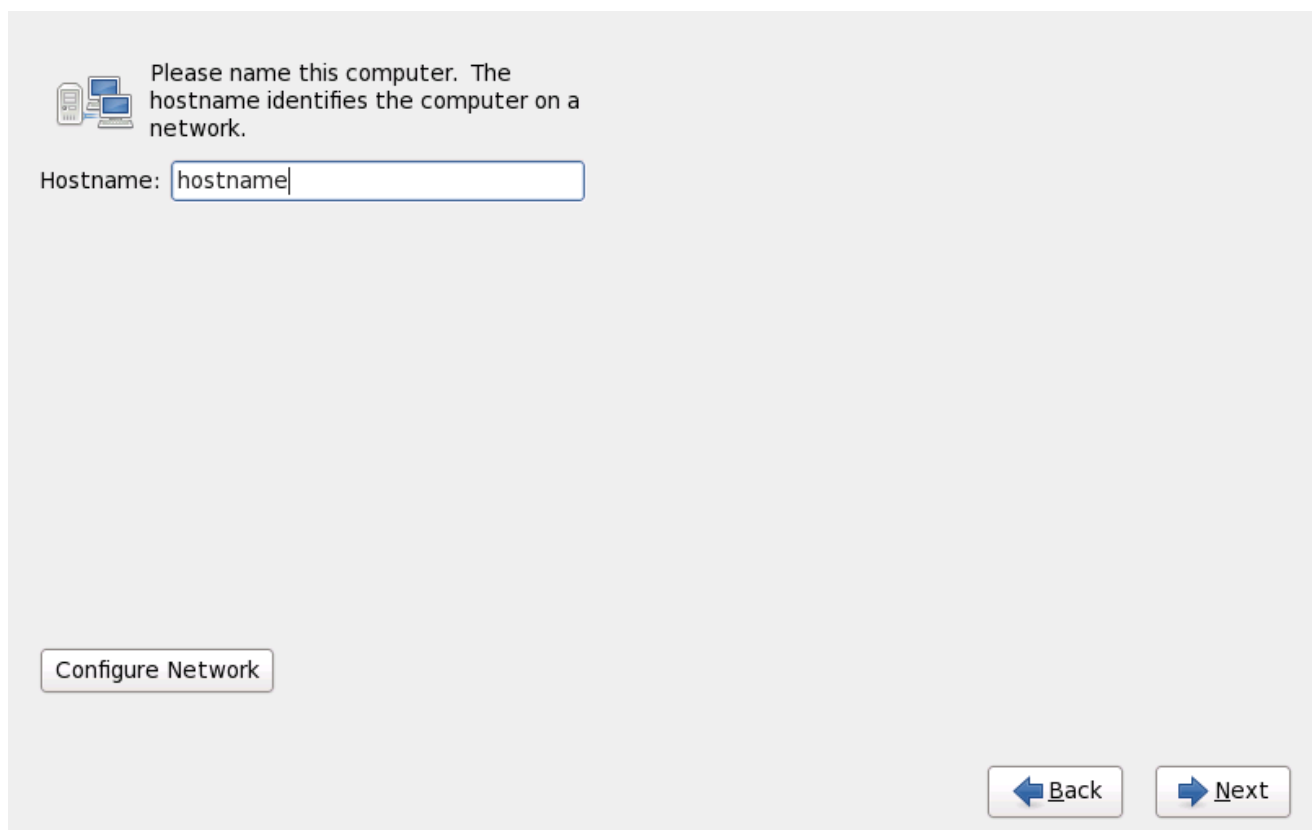 Please name this computer.  The
hostname identifies the computer on a
network.
Hostname: hostname
Configure Network
Back
Next